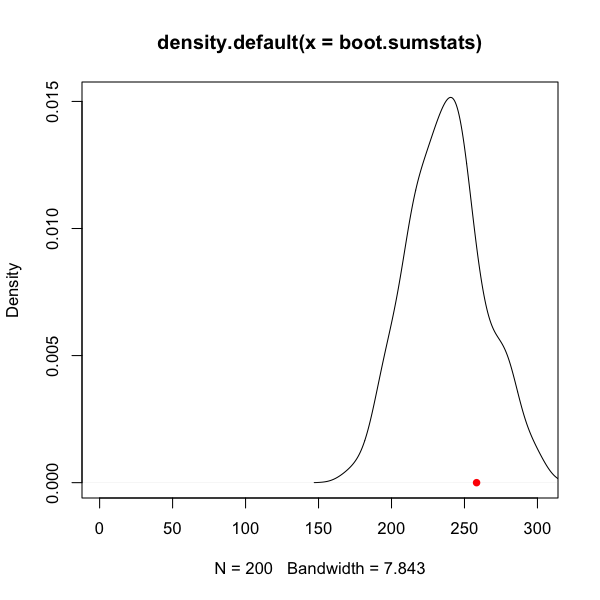 density.default(x = boot.sumstats)
Density
0.015
0.010
0.005
0.000
0 50 100 150 200 250 300
N = 200 Bandwidth = 7.843